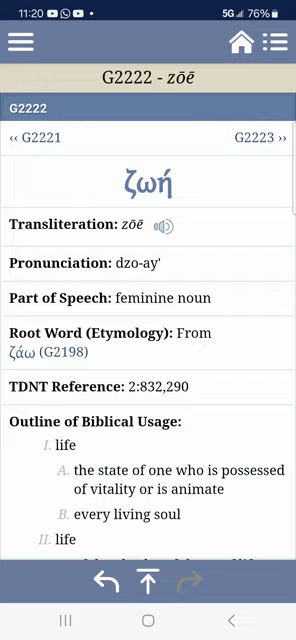 11:20 5G 76%
G2222 - zōē
G2222
‹‹ G2221 G2223 ››
ζωή
Transliteration: zōē
Pronunciation: dzo-ay'
Part of Speech: feminine noun
Root Word (Etymology): From
ζάω (G2198)
TDNT Reference: 2:832,290
Outline of Biblical Usage:
I. life
A. the state of one who is possessed
of vitality or is animate
B. every living soul
II. life